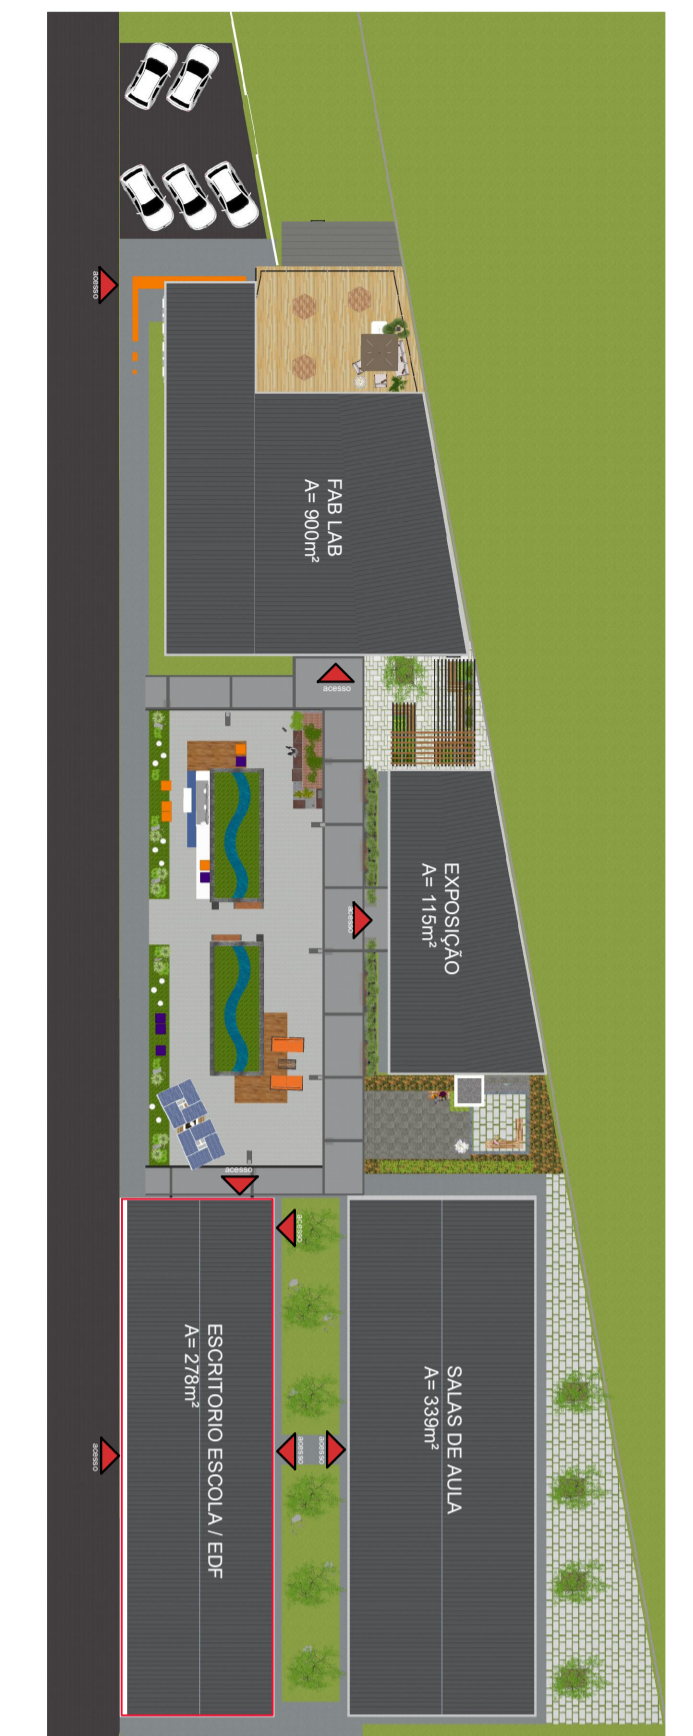 acesso
FAB LAB
A= 900m²
acesso
EXPOSIÇÃO
A= 115m²
acesso
acesso
acesso
ESCRITORIO ESCOLA / EDF
A= 278m²
SALAS DE AULA
A= 339m²
acesso
acesso
acesso